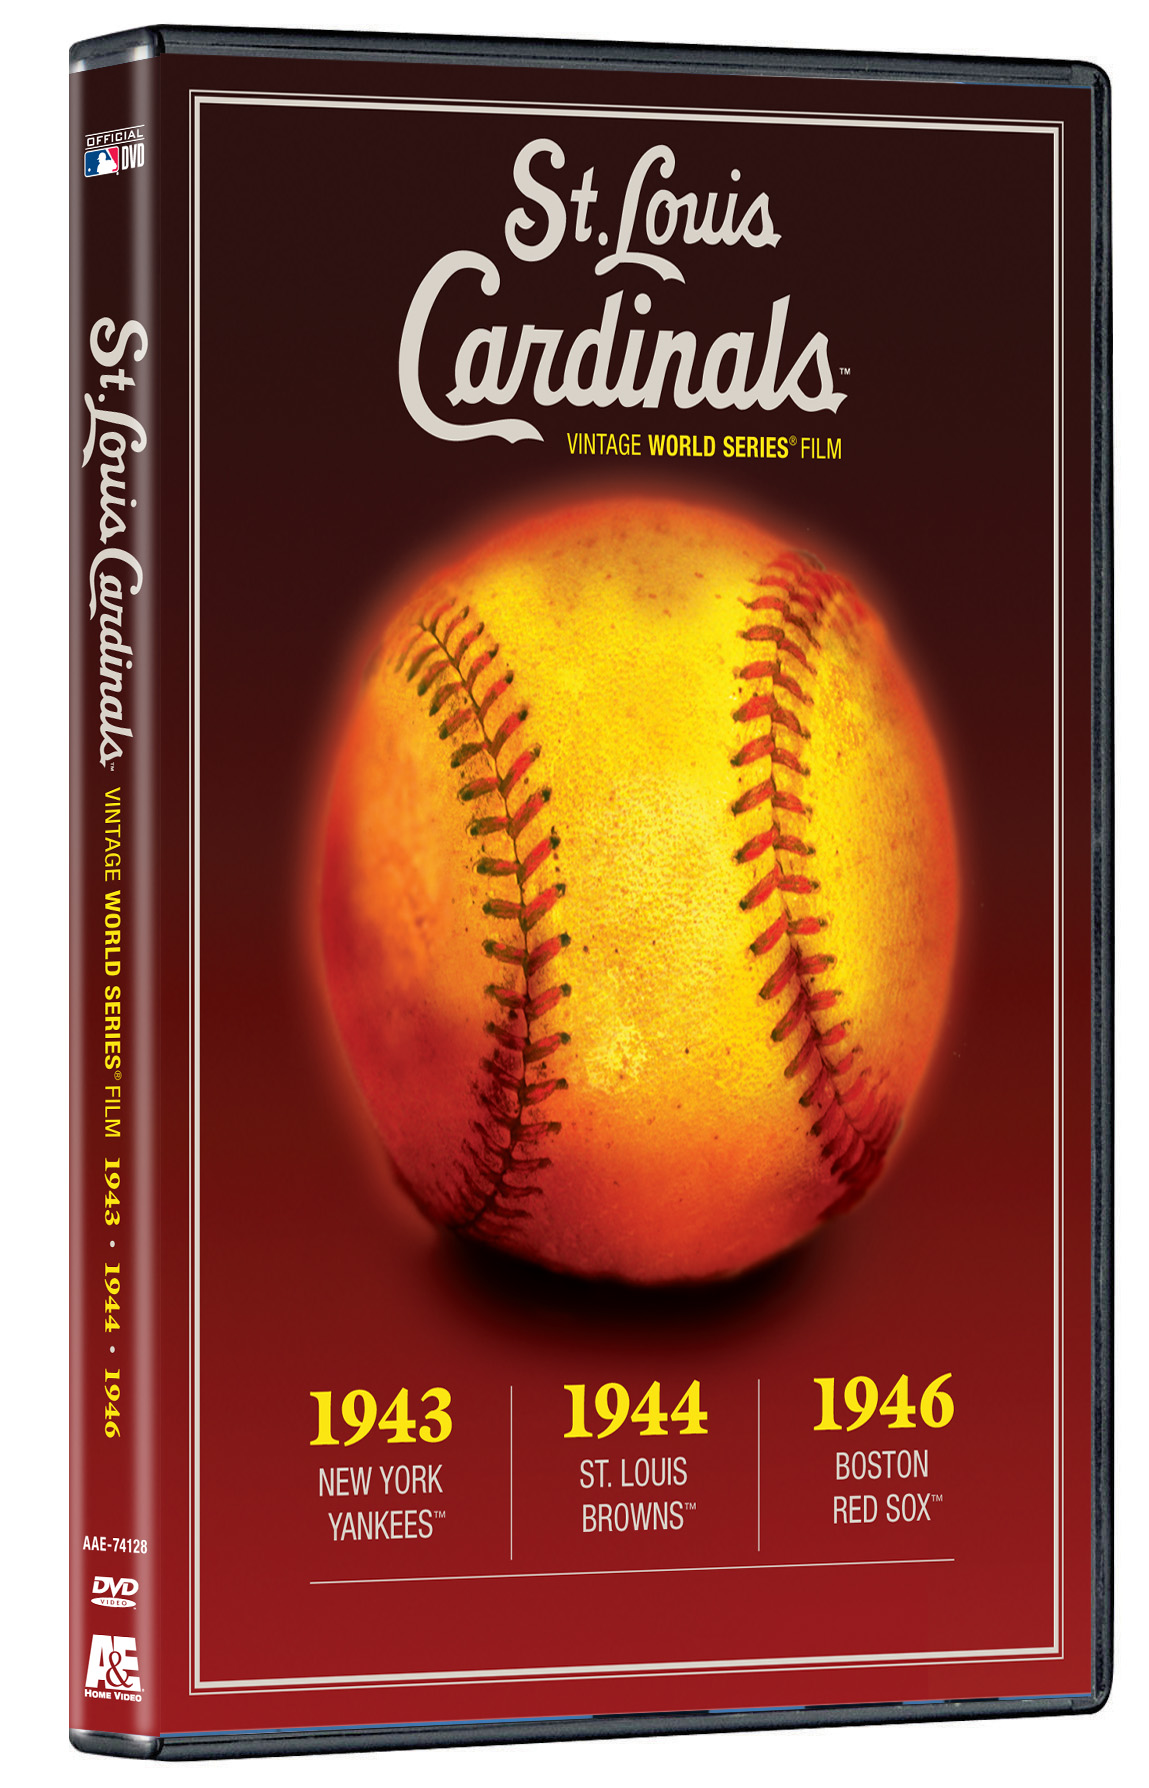 OFFICIAL
DVD
St. Louis Cardinals™ VINTAGE WORLD SERIES® FILM 1943 · 1944 · 1946
AAE-74128
DVD
VIDEO
A&E
HOME VIDEO
St. Louis
Cardinals™
VINTAGE WORLD SERIES® FILM
1943
NEW YORK
YANKEES™
1944
ST. LOUIS
BROWNS™
1946
BOSTON
RED SOX™